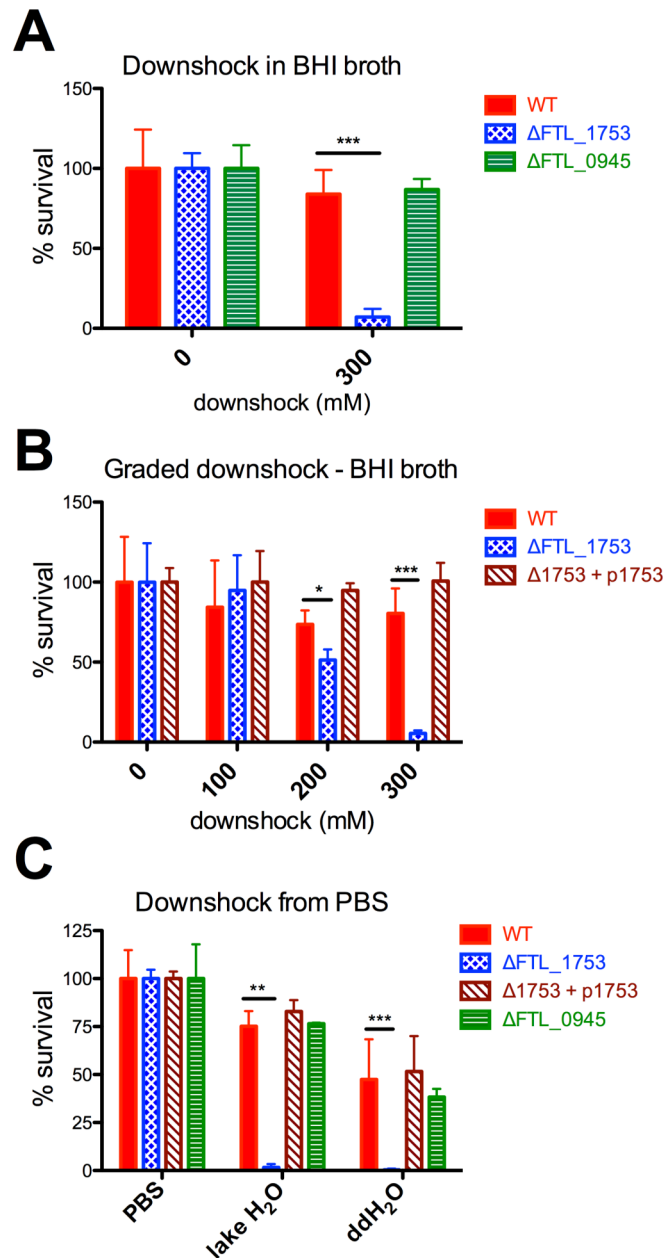 A
Downshock in BHI broth
150
100
50
0
% survival
***
0
300
downshock (mM)
WT
ΔFTL_1753
ΔFTL_0945
B
Graded downshock - BHI broth
150
100
50
0
% survival
*
***
0
100
200
300
downshock (mM)
WT
ΔFTL_1753
Δ1753 + p1753
C
Downshock from PBS
125
100
75
50
25
0
% survival
**
***
PBS
lake H₂O
ddH₂O
WT
ΔFTL_1753
Δ1753 + p1753
ΔFTL_0945